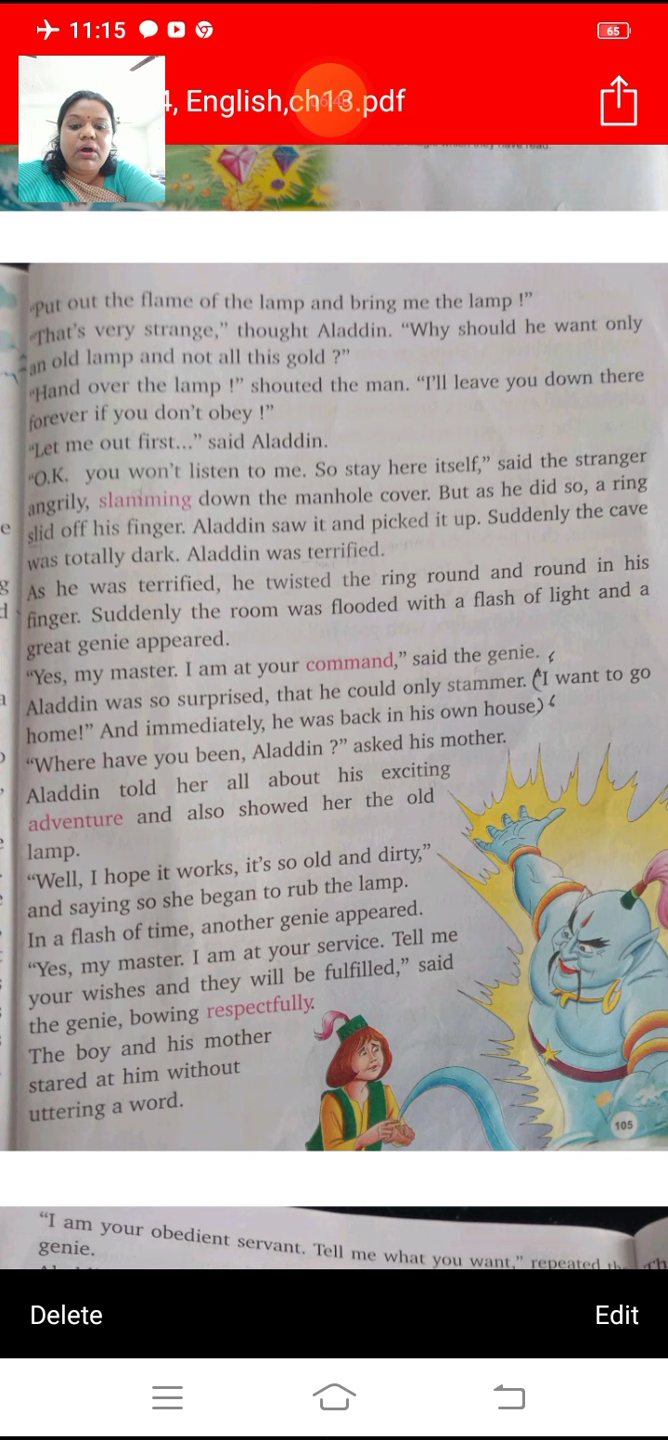 11:15
65
4, English,ch13.pdf
"Put out the flame of the lamp and bring me the lamp !"
"That's very strange," thought Aladdin. "Why should he want only
an old lamp and not all this gold ?"
"Hand over the lamp !" shouted the man. "I'll leave you down there
forever if you don't obey !"
"Let me out first..." said Aladdin.
"O.K. you won't listen to me. So stay here itself," said the stranger
angrily, slamming down the manhole cover. But as he did so, a ring
slid off his finger. Aladdin saw it and picked it up. Suddenly the cave
was totally dark. Aladdin was terrified.
As he was terrified, he twisted the ring round and round in his
finger. Suddenly the room was flooded with a flash of light and a
great genie appeared.
"Yes, my master. I am at your command," said the genie.
Aladdin was so surprised, that he could only stammer. ("I want to go
home!" And immediately, he was back in his own house)
"Where have you been, Aladdin ?" asked his mother.
Aladdin told her all about his exciting
adventure and also showed her the old
lamp.
"Well, I hope it works, it's so old and dirty,"
and saying so she began to rub the lamp.
In a flash of time, another genie appeared.
"Yes, my master. I am at your service. Tell me
your wishes and they will be fulfilled," said
the genie, bowing respectfully.
The boy and his mother
stared at him without
uttering a word.
105
"I am your obedient servant. Tell me what you want," repeated
genie.
Delete
Edit